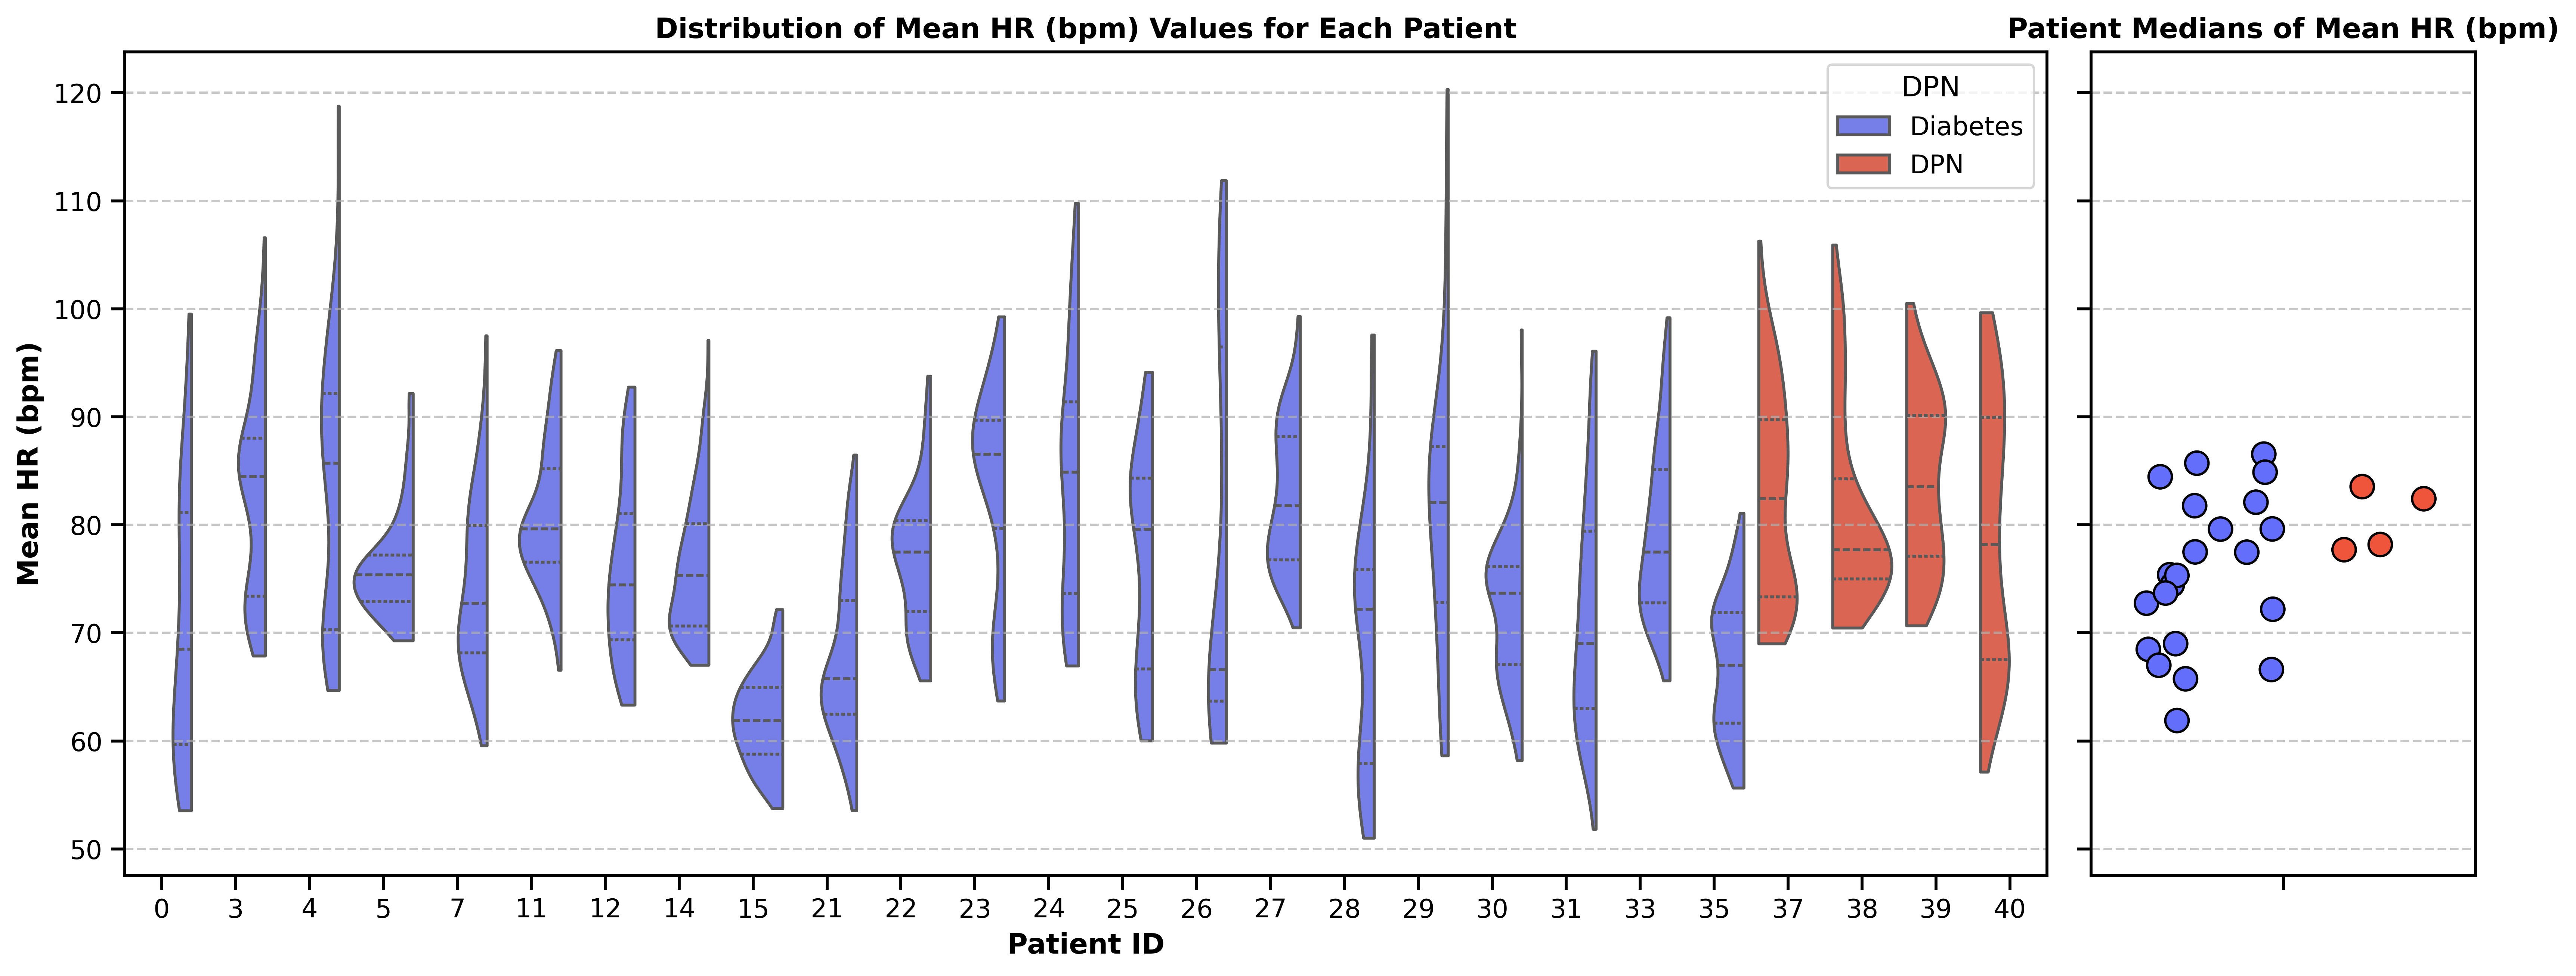 Distribution of Mean HR (bpm) Values for Each Patient
Patient Medians of Mean HR (bpm)
DPN
Diabetes
DPN
Mean HR (bpm)
120
110
100
90
80
70
60
50
0 3 4 5 7 11 12 14 15 21 22 23 24 25 26 27 28 29 30 31 33 35 37 38 39 40
Patient ID